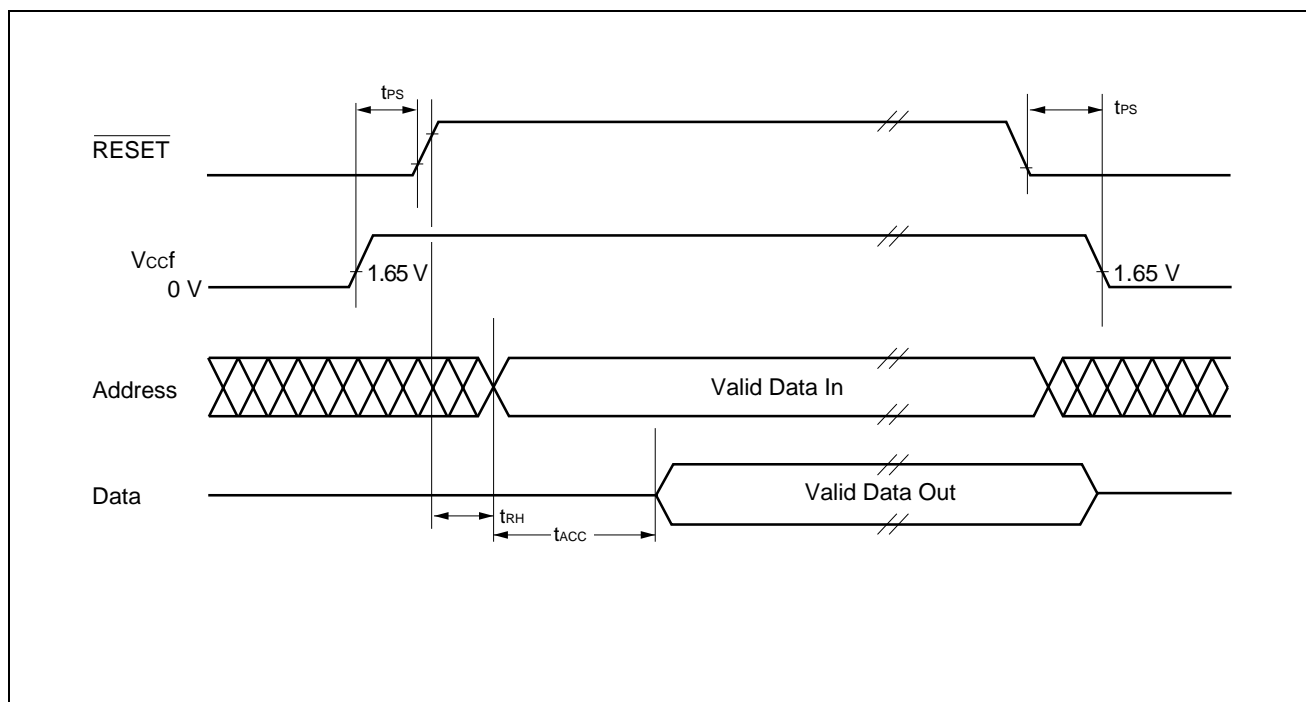 tPS
tPS
RESET
VCCf
1.65 V
1.65 V
0 V
Address
Valid Data In
Data
Valid Data Out
tRH
tACC